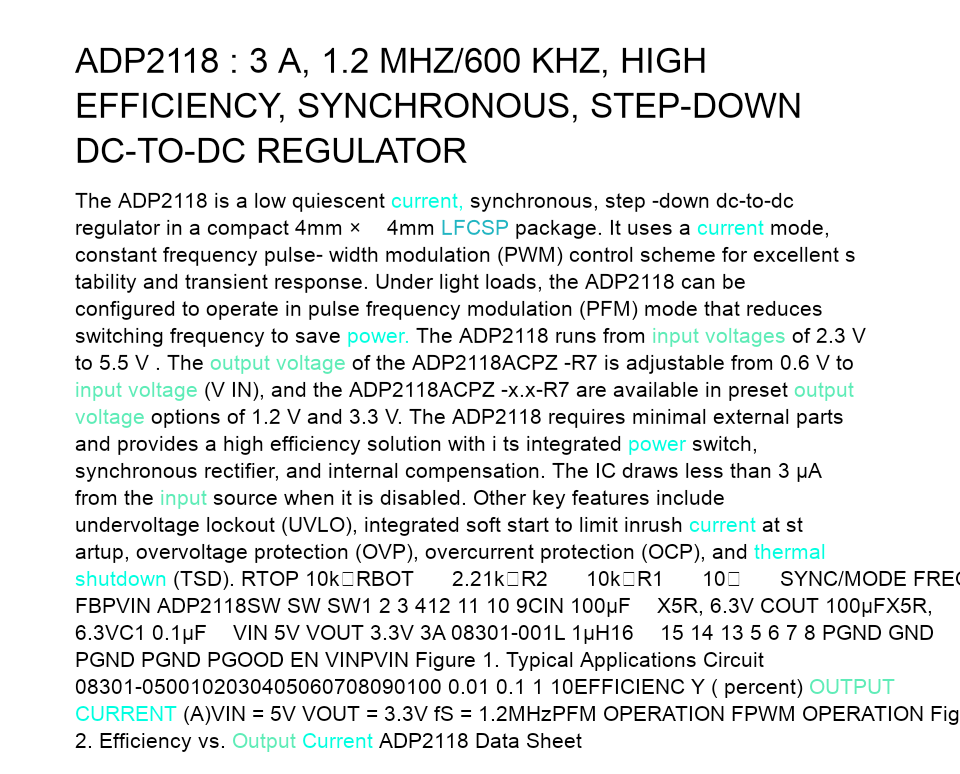 ADP2118 : 3 A, 1.2 MHZ/600 KHZ, HIGH
EFFICIENCY, SYNCHRONOUS, STEP-DOWN
DC-TO-DC REGULATOR
The ADP2118 is a low quiescent current, synchronous, step -down dc-to-dc
regulator in a compact 4mm × 4mm LFCSP package. It uses a current mode,
constant frequency pulse- width modulation (PWM) control scheme for excellent s
tability and transient response. Under light loads, the ADP2118 can be
configured to operate in pulse frequency modulation (PFM) mode that reduces
switching frequency to save power. The ADP2118 runs from input voltages of 2.3 V
to 5.5 V . The output voltage of the ADP2118ACPZ -R7 is adjustable from 0.6 V to
input voltage (V IN), and the ADP2118ACPZ -x.x-R7 are available in preset output
voltage options of 1.2 V and 3.3 V. The ADP2118 requires minimal external parts
and provides a high efficiency solution with i ts integrated power switch,
synchronous rectifier, and internal compensation. The IC draws less than 3 μA
from the input source when it is disabled. Other key features include
undervoltage lockout (UVLO), integrated soft start to limit inrush current at st
artup, overvoltage protection (OVP), overcurrent protection (OCP), and thermal
shutdown (TSD). RTOP 10k□RBOT 2.21k□R2 10k□R1 10□ SYNC/MODE FREQ
FBPVIN ADP2118SW SW SW1 2 3 412 11 10 9CIN 100μF X5R, 6.3V COUT 100μFX5R,
6.3VC1 0.1μF VIN 5V VOUT 3.3V 3A 08301-001L 1μH16 15 14 13 5 6 7 8 PGND GND
PGND PGND PGOOD EN VINPVIN Figure 1. Typical Applications Circuit
08301-0500102030405060708090100 0.01 0.1 1 10EFFICIENC Y ( percent) OUTPUT
CURRENT (A)VIN = 5V VOUT = 3.3V fS = 1.2MHzPFM OPERATION FPWM OPERATION Fig
2. Efficiency vs. Output Current ADP2118 Data Sheet